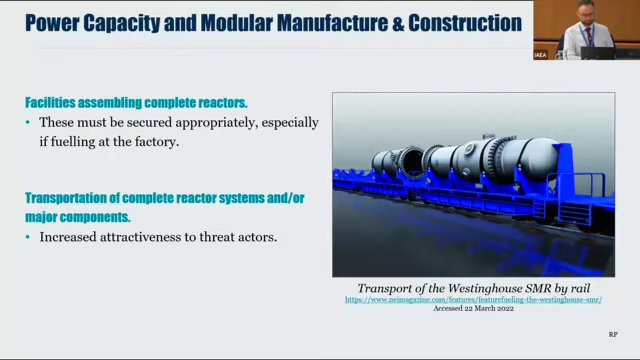 Power Capacity and Modular Manufacture & Construction
IAEA
Facilities assembling complete reactors.
• These must be secured appropriately, especially
if fuelling at the factory.
Transportation of complete reactor systems and/or
major components.
• Increased attractiveness to threat actors.
Transport of the Westinghouse SMR by rail
https://www.neimagazine.com/features/featurefueling-the-westinghouse-smr/
Accessed 22 March 2022
RP